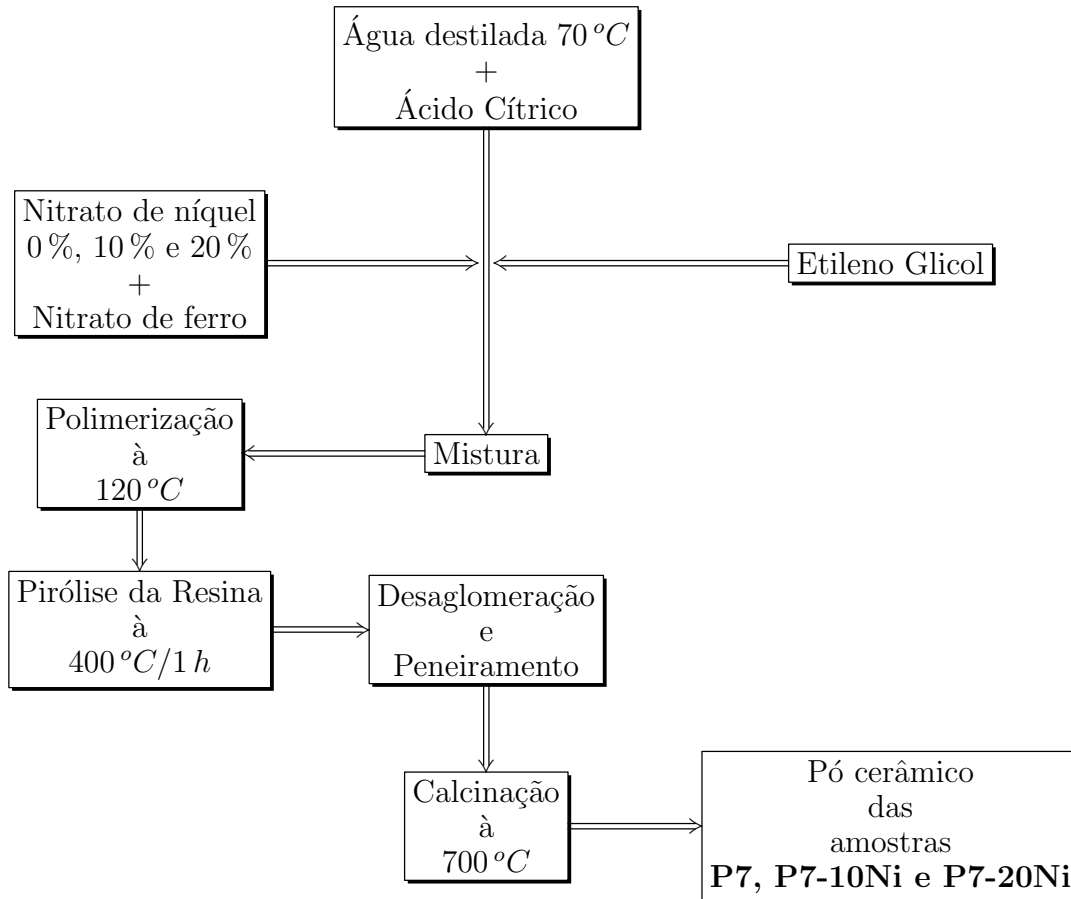 Água destilada 70 °C
+
Ácido Cítrico
Nitrato de níquel
0 %, 10 % e 20 %
+
Nitrato de ferro
Etileno Glicol
Mistura
Polimerização
à
120 °C
Pirólise da Resina
à
400 °C/1 h
Desaglomeração
e
Peneiramento
Calcinação
à
700 °C
Pó cerâmico
das
amostras
P7, P7-10Ni e P7-20Ni